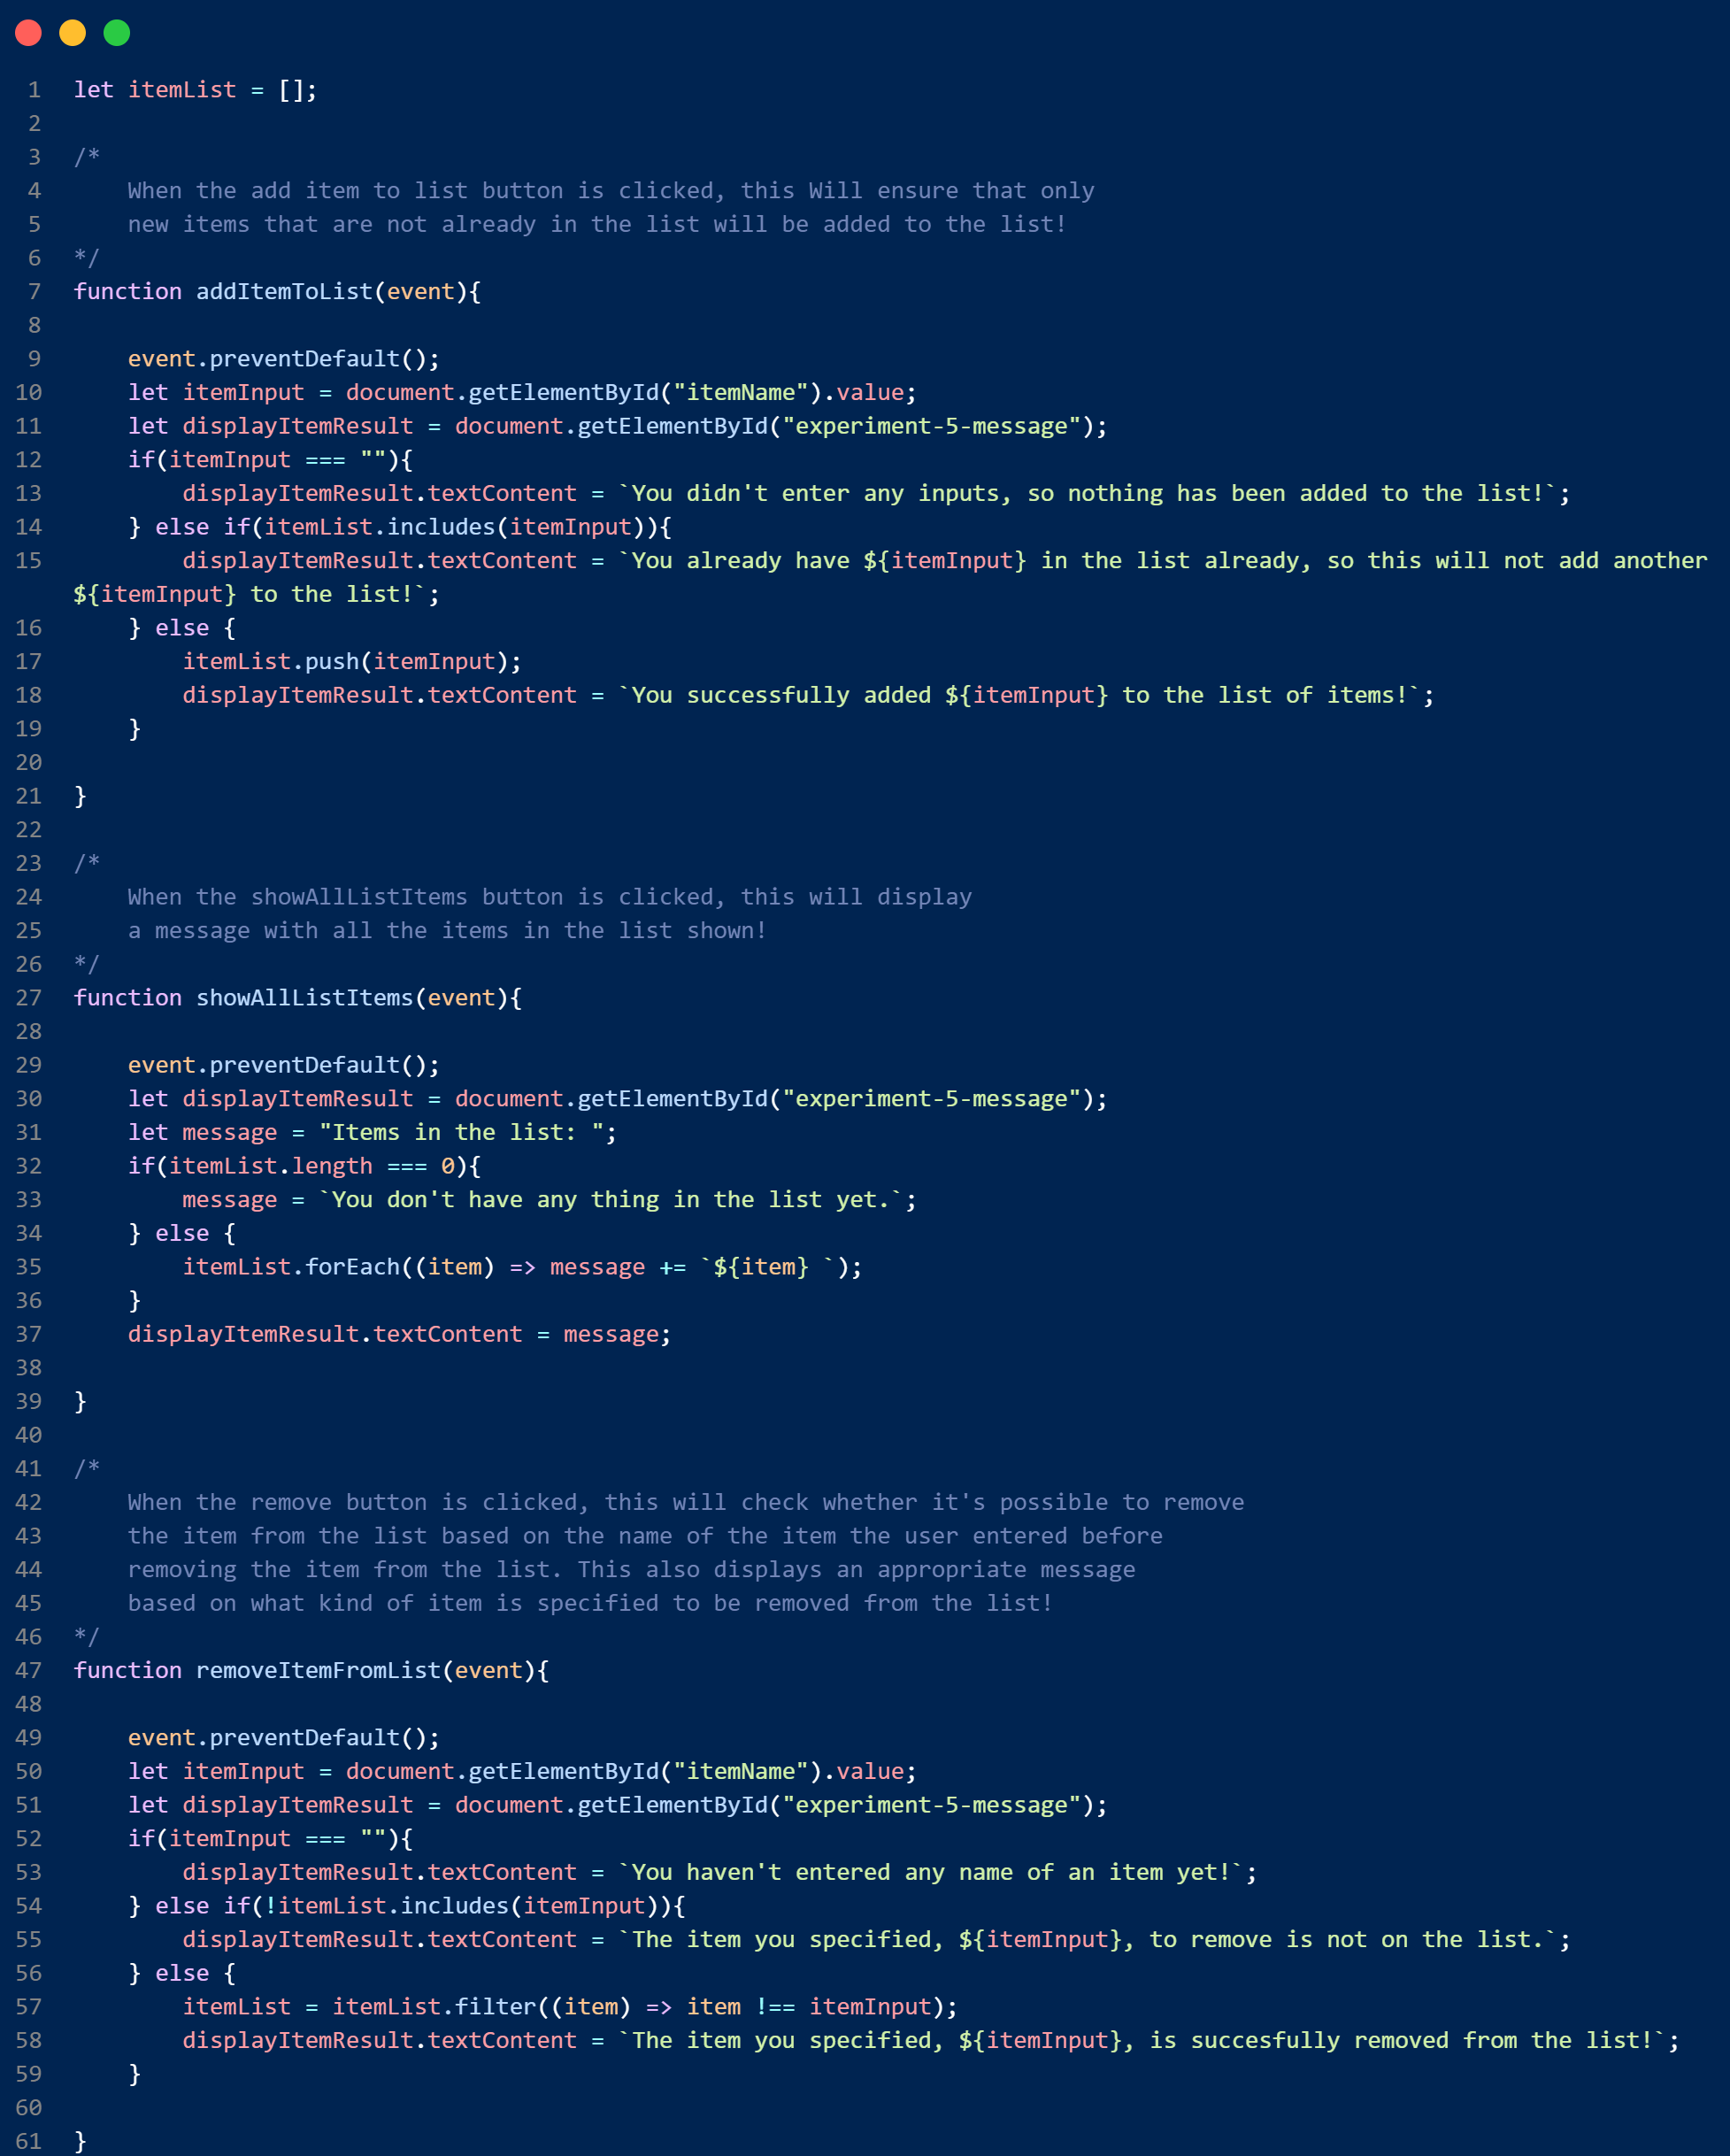 1 let itemList = [];
2
3 /*
4     When the add item to list button is clicked, this Will ensure that only
5     new items that are not already in the list will be added to the list!
6 */
7 function addItemToList(event){
8
9     event.preventDefault();
10     let itemInput = document.getElementById("itemName").value;
11     let displayItemResult = document.getElementById("experiment-5-message");
12     if(itemInput === ""){
13         displayItemResult.textContent = `You didn't enter any inputs, so nothing has been added to the list!`;
14     } else if(itemList.includes(itemInput)){
15         displayItemResult.textContent = `You already have ${itemInput} in the list already, so this will not add another
${itemInput} to the list!`;
16     } else {
17         itemList.push(itemInput);
18         displayItemResult.textContent = `You successfully added ${itemInput} to the list of items!`;
19     }
20
21 }
22
23 /*
24     When the showAllListItems button is clicked, this will display
25     a message with all the items in the list shown!
26 */
27 function showAllListItems(event){
28
29     event.preventDefault();
30     let displayItemResult = document.getElementById("experiment-5-message");
31     let message = "Items in the list: ";
32     if(itemList.length === 0){
33         message = `You don't have any thing in the list yet.`;
34     } else {
35         itemList.forEach((item) => message += `${item} `);
36     }
37     displayItemResult.textContent = message;
38
39 }
40
41 /*
42     When the remove button is clicked, this will check whether it's possible to remove
43     the item from the list based on the name of the item the user entered before
44     removing the item from the list. This also displays an appropriate message
45     based on what kind of item is specified to be removed from the list!
46 */
47 function removeItemFromList(event){
48
49     event.preventDefault();
50     let itemInput = document.getElementById("itemName").value;
51     let displayItemResult = document.getElementById("experiment-5-message");
52     if(itemInput === ""){
53         displayItemResult.textContent = `You haven't entered any name of an item yet!`;
54     } else if(!itemList.includes(itemInput)){
55         displayItemResult.textContent = `The item you specified, ${itemInput}, to remove is not on the list.`;
56     } else {
57         itemList = itemList.filter((item) => item !== itemInput);
58         displayItemResult.textContent = `The item you specified, ${itemInput}, is succesfully removed from the list!`;
59     }
60
61 }